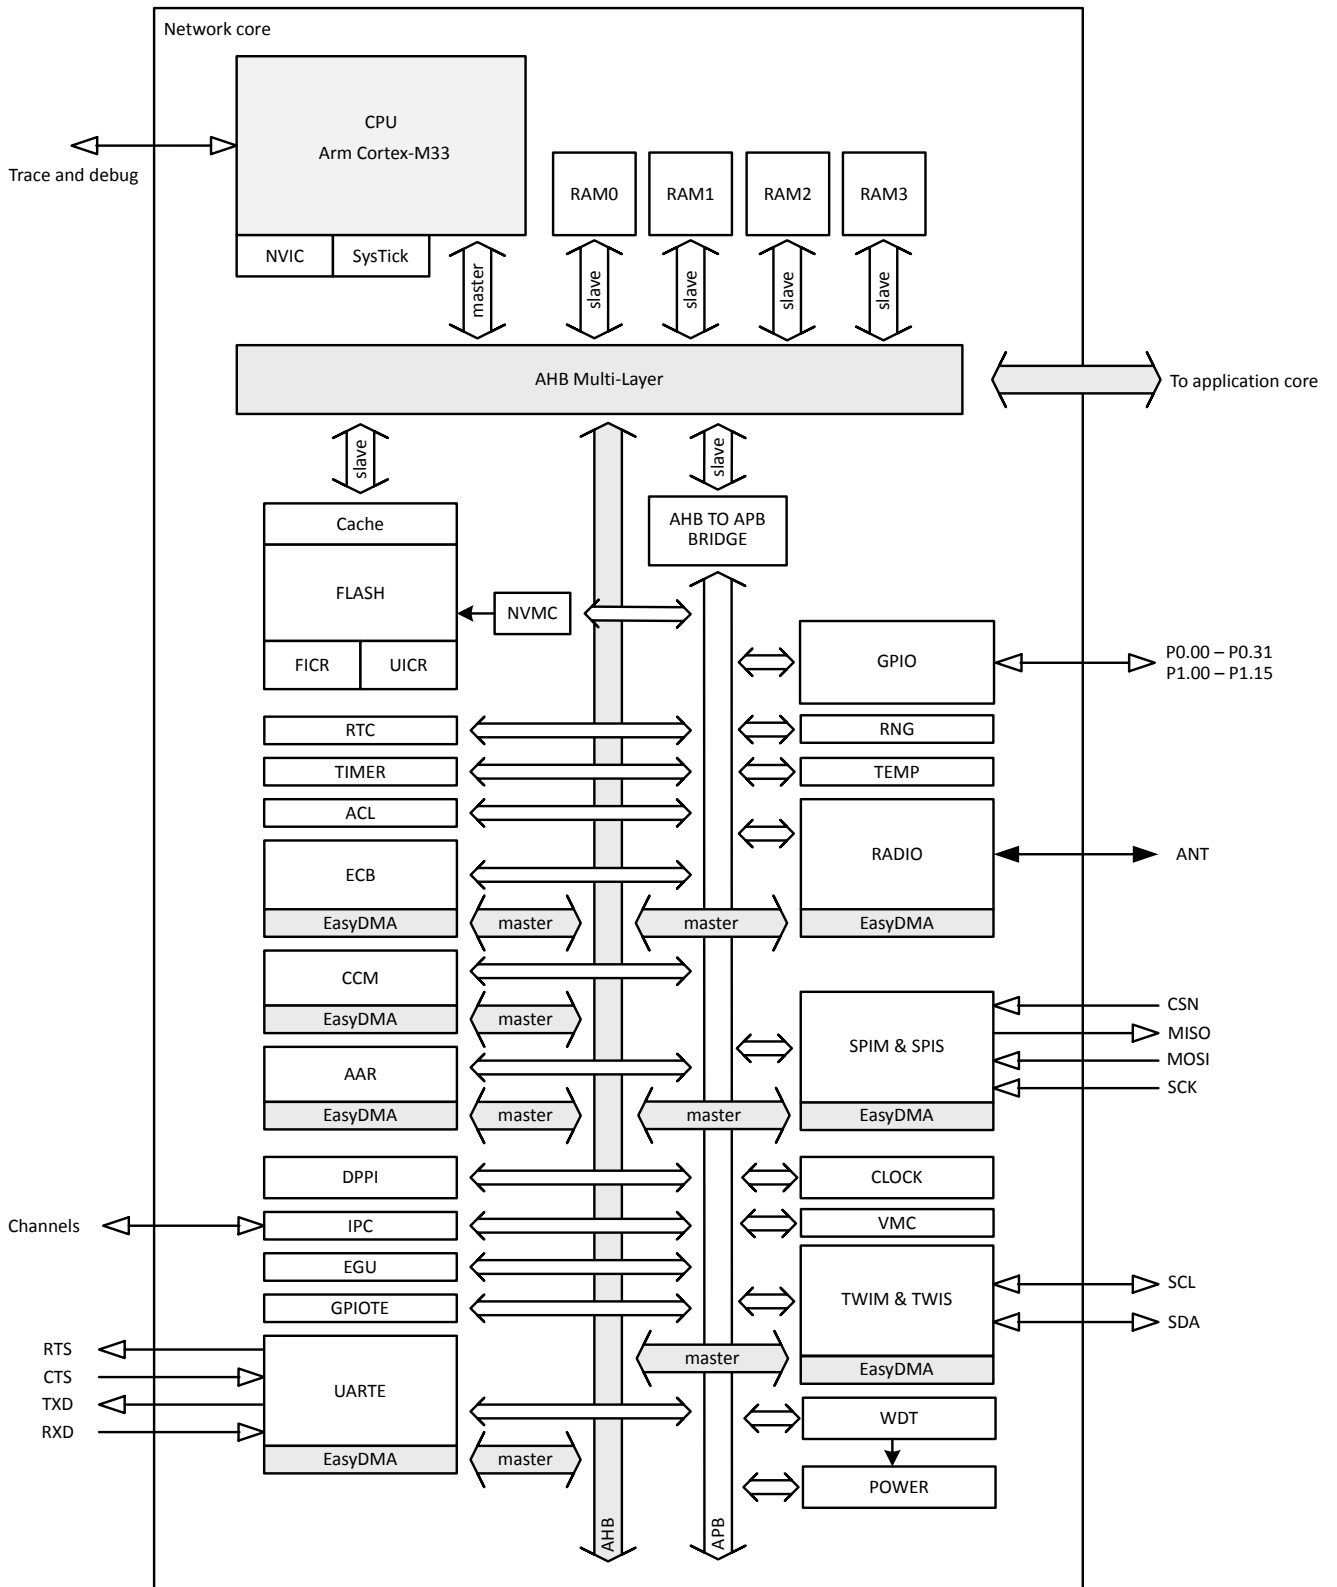 Network core
CPU
Arm Cortex-M33
Trace and debug
NVIC
SysTick
RAM0
RAM1
RAM2
RAM3
master
slave
slave
slave
slave
AHB Multi-Layer
To application core
slave
slave
Cache
FLASH
FICR
UICR
NVMC
AHB TO APB
BRIDGE
GPIO
P0.00 – P0.31
P1.00 – P1.15
RTC
RNG
TIMER
TEMP
ACL
ECB
EasyDMA
master
master
RADIO
EasyDMA
ANT
CCM
EasyDMA
master
AAR
EasyDMA
master
master
SPIM & SPIS
EasyDMA
CSN
MISO
MOSI
SCK
DPPI
CLOCK
Channels
IPC
VMC
EGU
GPIOTE
TWIM & TWIS
EasyDMA
master
SCL
SDA
RTS
CTS
TXD
RXD
UARTE
EasyDMA
master
WDT
POWER
AHB
APB